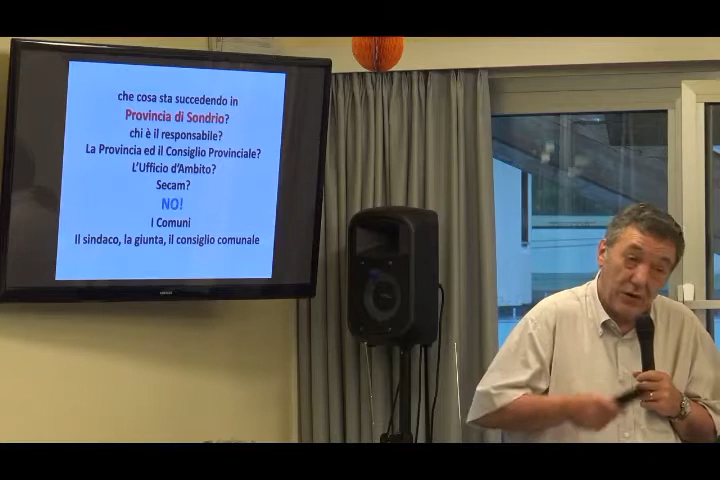 che cosa sta succedendo in
Provincia di Sondrio?
chi è il responsabile?
La Provincia ed il Consiglio Provinciale?
L'Ufficio d'Ambito?
Secam?
NO!
I Comuni
Il sindaco, la giunta, il consiglio comunale